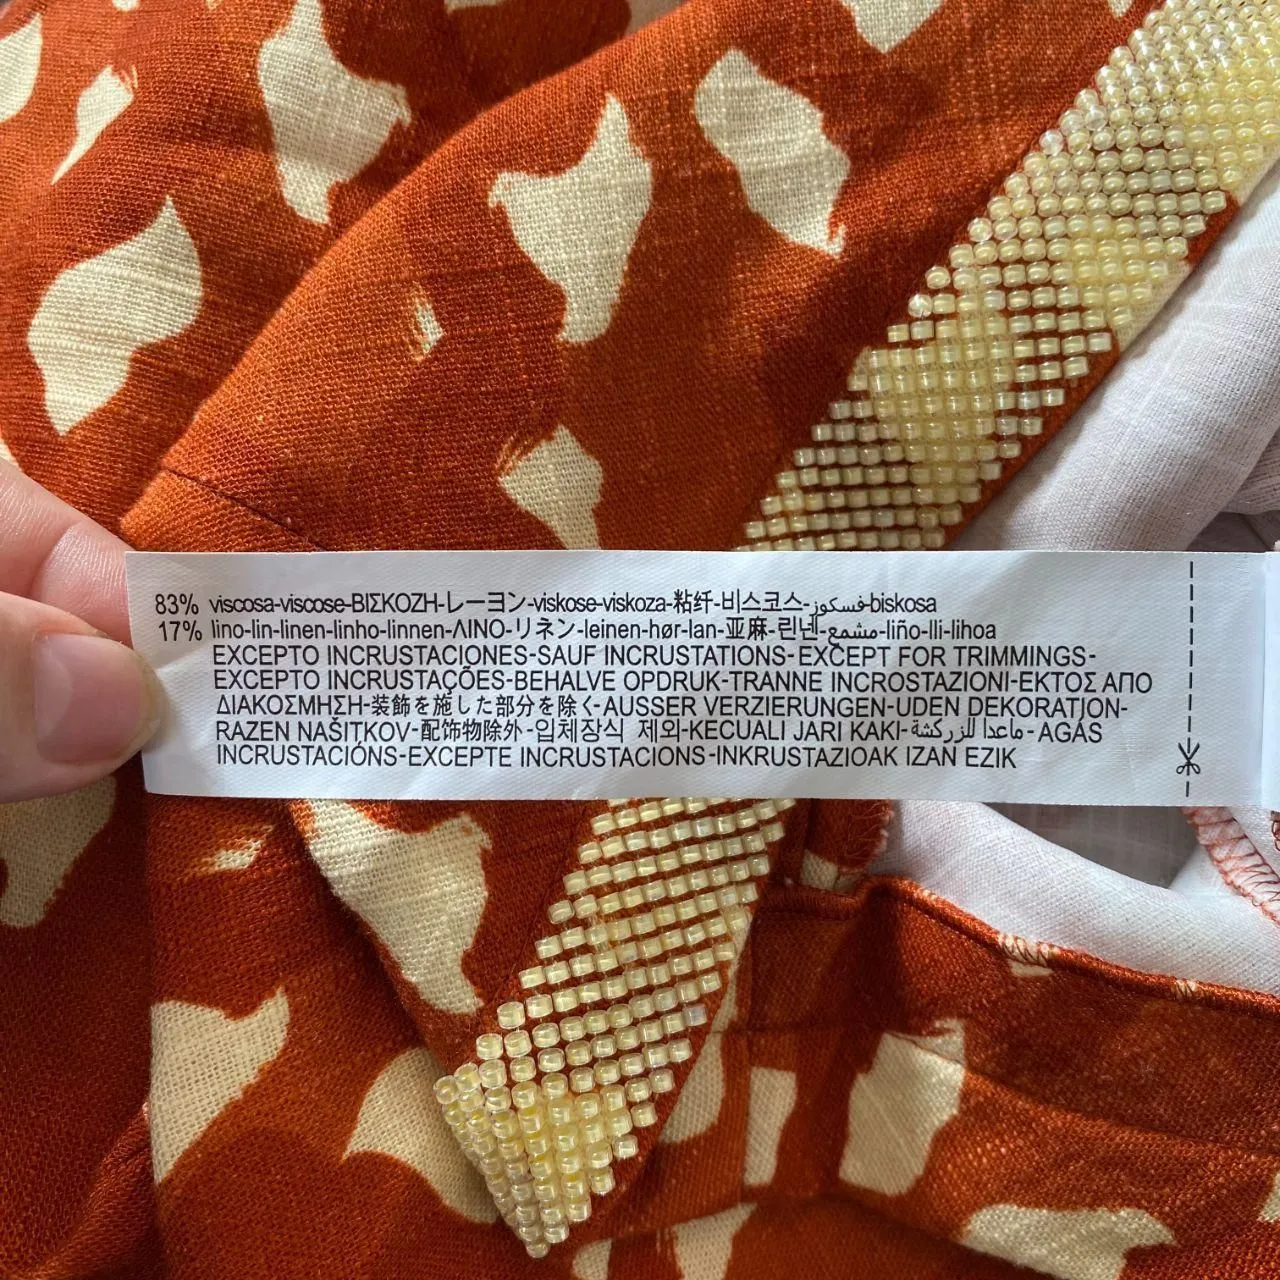 83% viscosa-viscose-ΒΙΣΚΟΖΗ-レーヨン-viskose-viskoza-粘纤-비스코스-فسكوز-biskosa
17% lino-lin-linen-linho-linnen-ΛΙΝΟ-リネン-leinen-hør-lan-亚麻-린넨-مشمع-liño-lli-lihoa
EXCEPTO INCRUSTACIONES-SAUF INCRUSTATIONS-EXCEPT FOR TRIMMINGS-
EXCEPTO INCRUSTAÇÕES-BEHALVE OPDRUK-TRANNE INCROSTAZIONI-ΕΚΤΟΣ ΑΠΟ
ΔΙΑΚΟΣΜΗΣΗ-装飾を施した部分を除く-AUSSER VERZIERUNGEN-UDEN DEKORATION-
RAZEN NAŠITKOV-配饰物除外-입체장식 제외-KECUALI JARI KAKI-ماعدا للزركشة-AGÁS
INCRUSTACIÓNS-EXCEPTE INCRUSTACIONS-INKRUSTAZIOAK IZAN EZIK